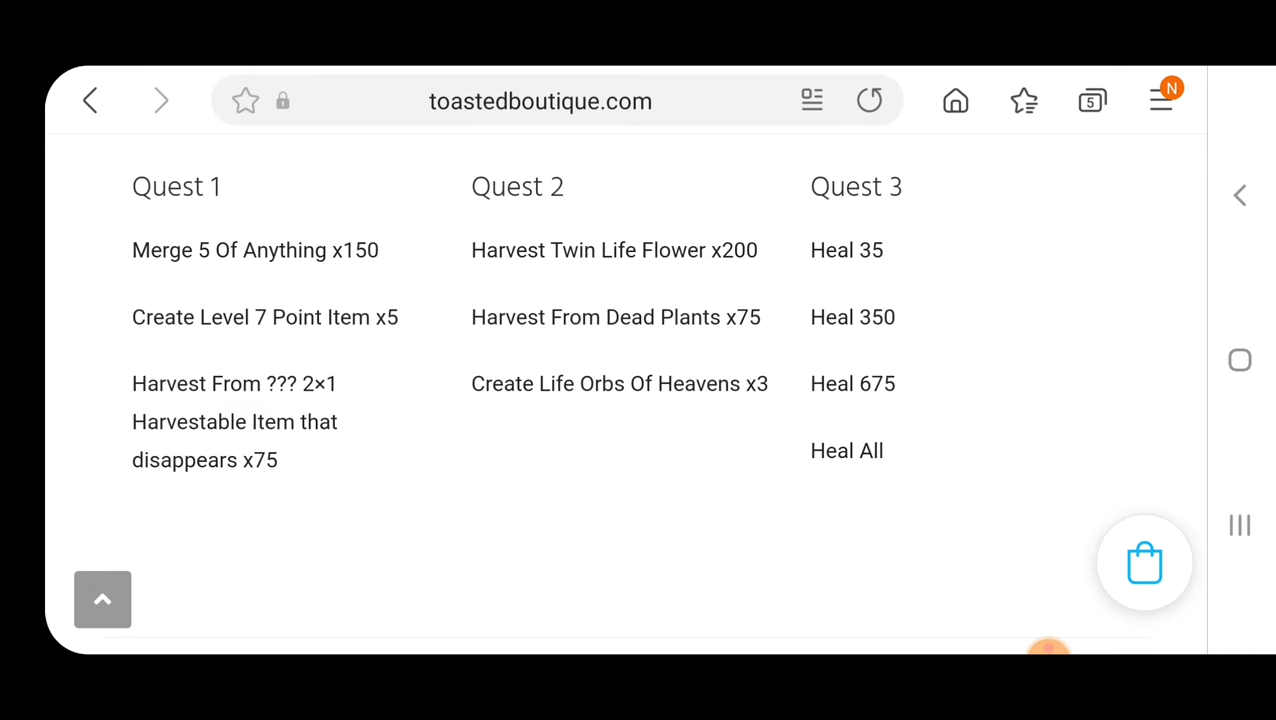 toastedboutique.com
5
N
Quest 1
Merge 5 Of Anything x150
Create Level 7 Point Item x5
Harvest From ??? 2×1
Harvestable Item that
disappears x75
Quest 2
Harvest Twin Life Flower x200
Harvest From Dead Plants x75
Create Life Orbs Of Heavens x3
Quest 3
Heal 35
Heal 350
Heal 675
Heal All